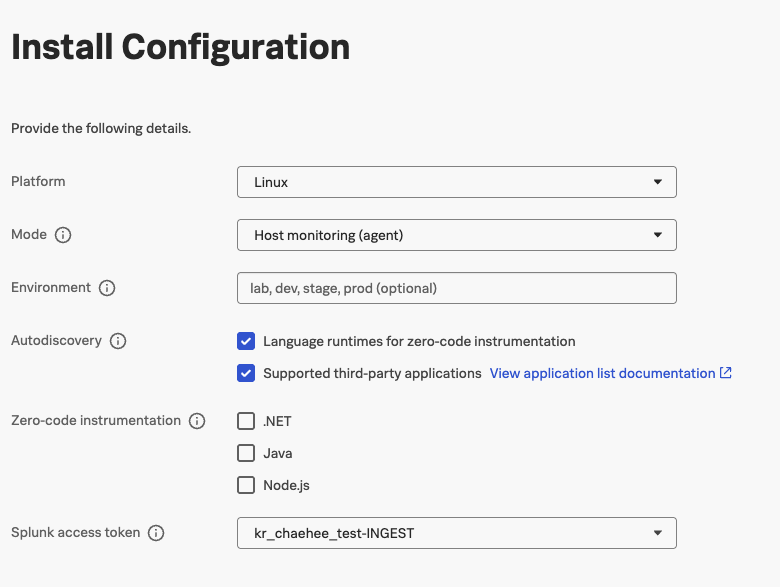 Install Configuration
Provide the following details.
Platform
Linux
Mode
Host monitoring (agent)
Environment
lab, dev, stage, prod (optional)
Autodiscovery
Language runtimes for zero-code instrumentation
Supported third-party applications View application list documentation
Zero-code instrumentation
.NET
Java
Node.js
Splunk access token
kr_chaehee_test-INGEST